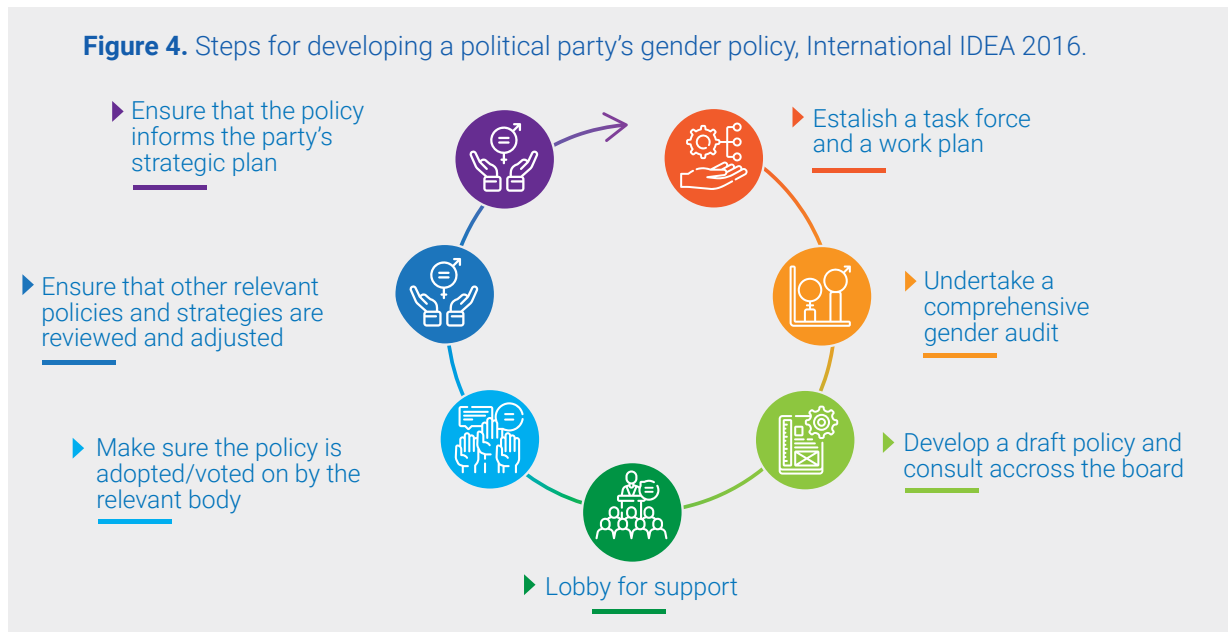 Figure 4. Steps for developing a political party's gender policy, International IDEA 2016.
Estalish a task force
and a work plan
Undertake a
comprehensive
gender audit
Develop a draft policy and
consult accross the board
Lobby for support
Make sure the policy is
adopted/voted on by the
relevant body
Ensure that other relevant
policies and strategies are
reviewed and adjusted
Ensure that the policy
informs the party's
strategic plan